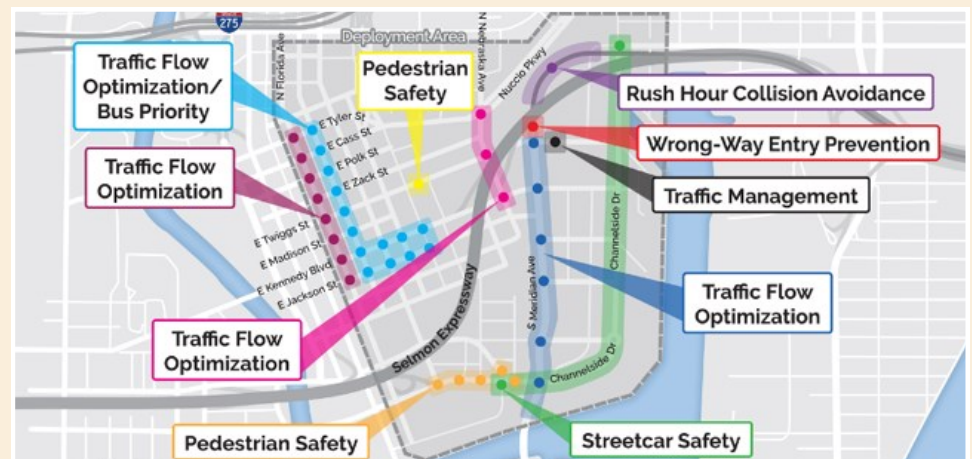 275
Deployment Area
N Florida Ave
N Nebraska Ave
Nuccio Pkwy
Traffic Flow
Optimization/
Bus Priority
Pedestrian
Safety
Rush Hour Collision Avoidance
E Tyler St
E Cass St
E Polk St
E Zack St
Wrong-Way Entry Prevention
Traffic Flow
Optimization
Traffic Management
E Twiggs St.
E Madison St.
E Kennedy Blvd
E Jackson St.
Channelside Dr
Selmon Expressway
S Meridian Ave
Traffic Flow
Optimization
Traffic Flow
Optimization
Channelside Dr
Pedestrian Safety
Streetcar Safety